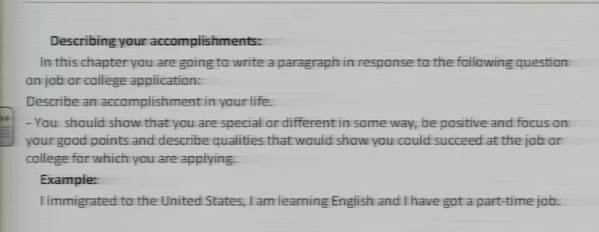 Describing your accomplishments:
In this chapter you are going to write a paragraph in response to the following question
on job or college application:
Describe an accomplishment in your life.
- You should show that you are special or different in some way, be positive and focus on
your good points and describe qualities that would show you could succeed at the job or
college for which you are applying.
Example:
I immigrated to the United States, I am learning English and I have got a part-time job.